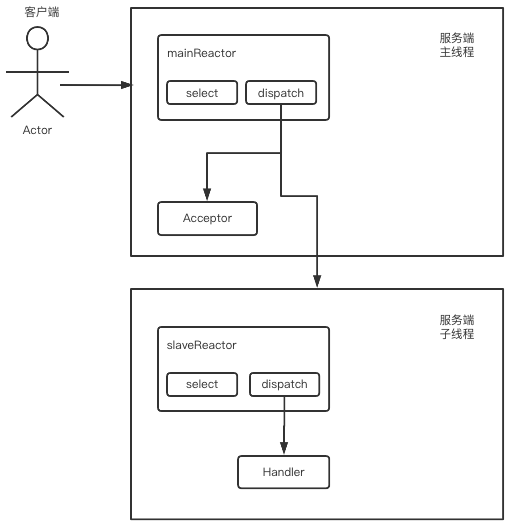 客户端
Actor
服务端
主线程
mainReactor
select
dispatch
Acceptor
服务端
子线程
slaveReactor
select
dispatch
Handler